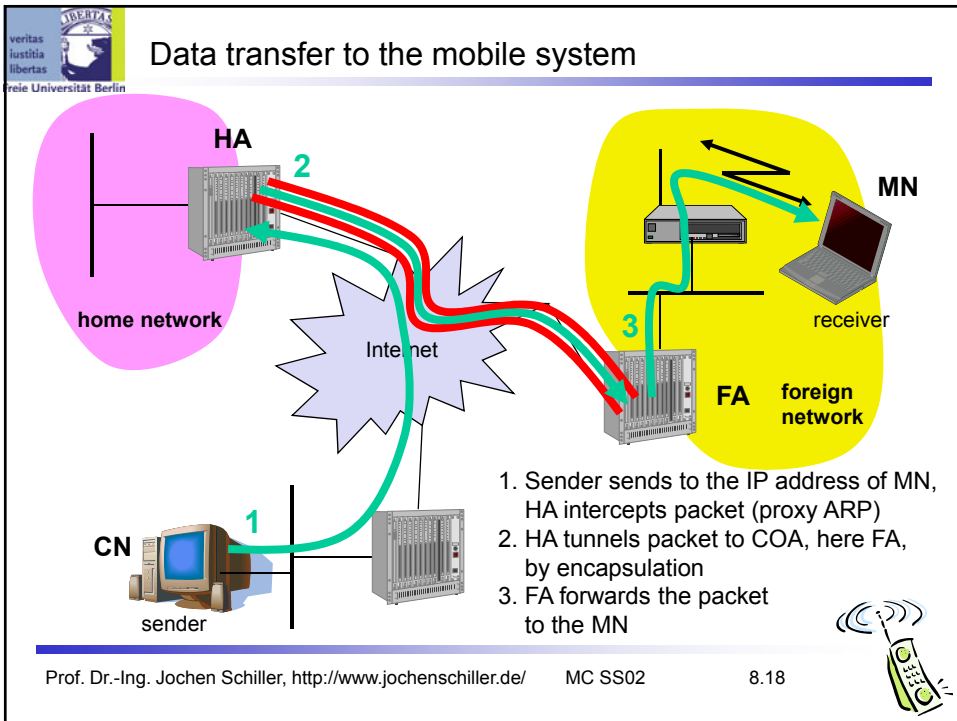 veritas
iustitia
libertas
Freie Universität Berlin
Data transfer to the mobile system
HA
2
MN
home network
Internet
3
receiver
FA
foreign
network
1
CN
sender
1. Sender sends to the IP address of MN,
HA intercepts packet (proxy ARP)
2. HA tunnels packet to COA, here FA,
by encapsulation
3. FA forwards the packet
to the MN
Prof. Dr.-Ing. Jochen Schiller, http://www.jochenschiller.de/ MC SS02 8.18